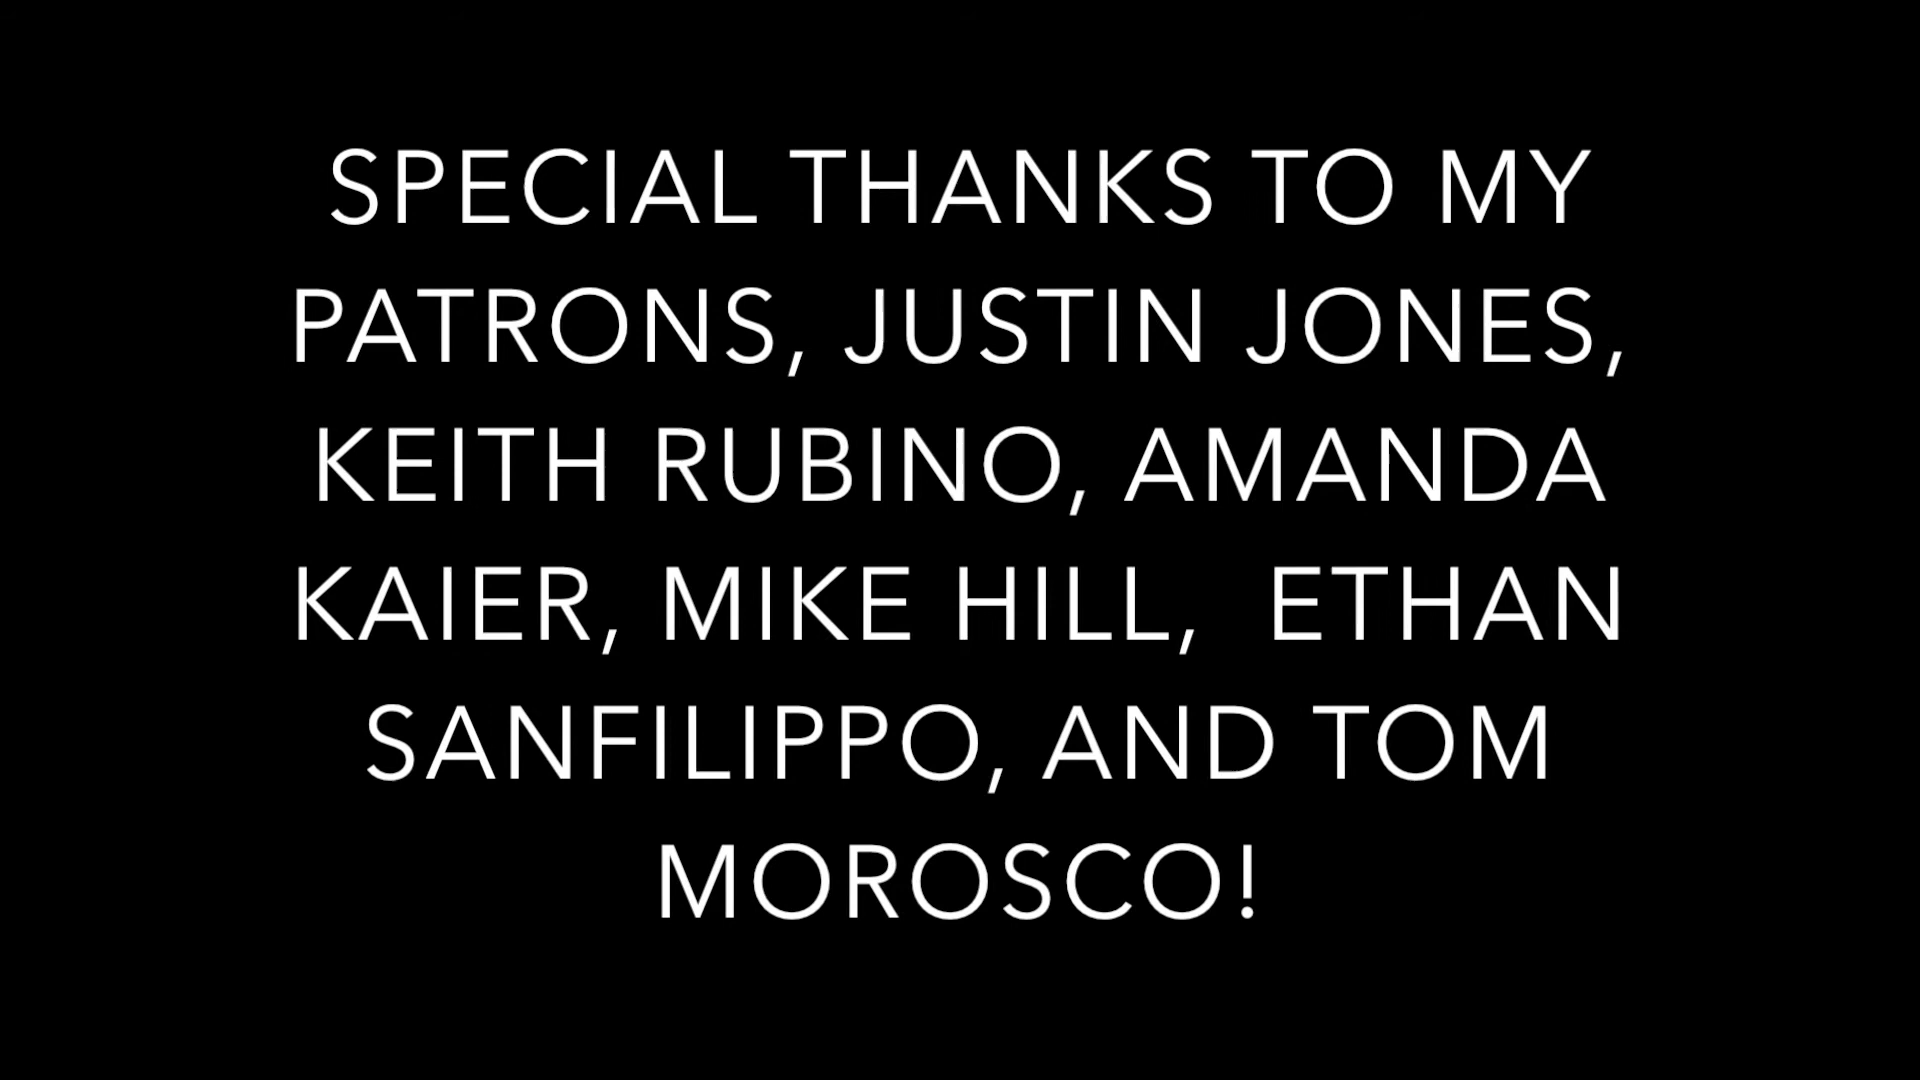 SPECIAL THANKS TO MY
PATRONS, JUSTIN JONES,
KEITH RUBINO, AMANDA
KAIER, MIKE HILL,  ETHAN
SANFILIPPO, AND TOM
MOROSCO!